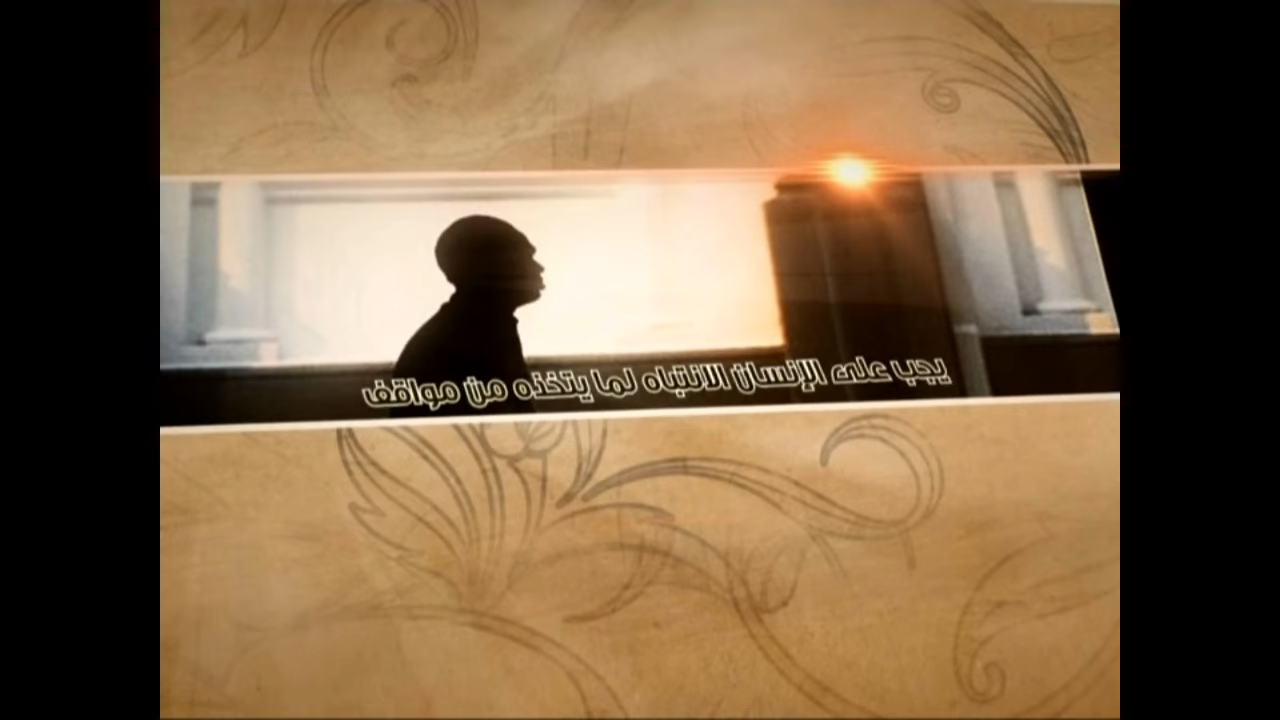 يجب على الإنسان الانتباه لما يتخذه من مواقف